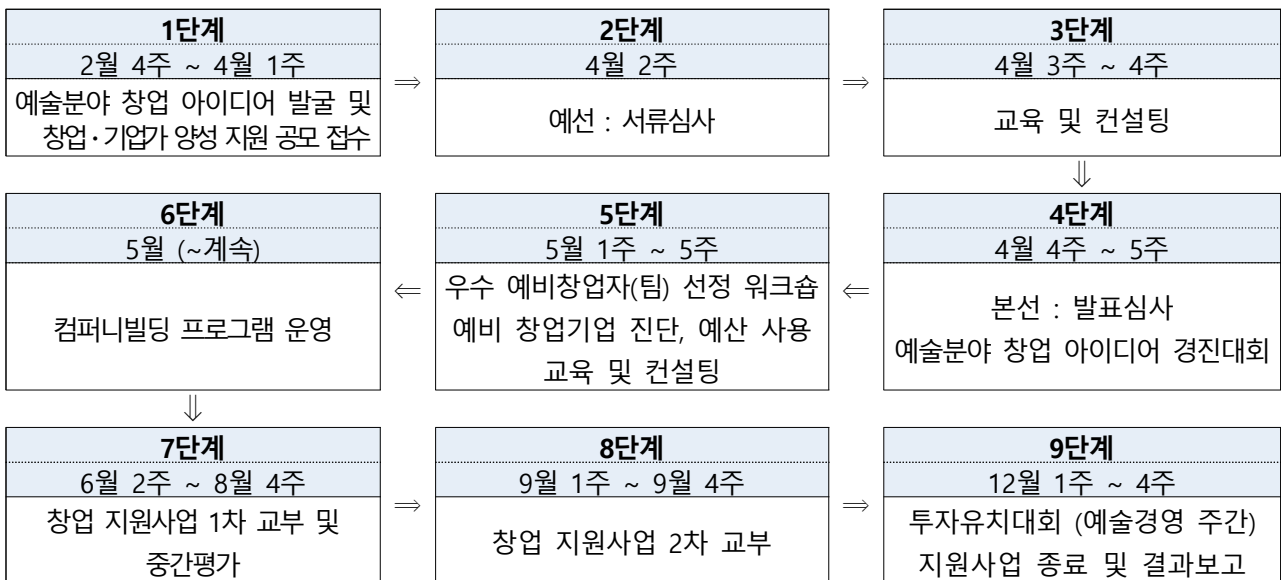 1단계
2월 4주 ~ 4월 1주
예술분야 창업 아이디어 발굴 및
창업·기업가 양성 지원 공모 접수
⇒
2단계
4월 2주
예선 : 서류심사
⇒
3단계
4월 3주 ~ 4주
교육 및 컨설팅
⇓
4단계
4월 4주 ~ 5주
본선 : 발표심사
예술분야 창업 아이디어 경진대회
⇐
5단계
5월 1주 ~ 5주
우수 예비창업자(팀) 선정 워크숍
예비 창업기업 진단, 예산 사용
교육 및 컨설팅
⇐
6단계
5월 (~계속)
컴퍼니빌딩 프로그램 운영
⇓
7단계
6월 2주 ~ 8월 4주
창업 지원사업 1차 교부 및
중간평가
⇒
8단계
9월 1주 ~ 9월 4주
창업 지원사업 2차 교부
⇒
9단계
12월 1주 ~ 4주
투자유치대회 (예술경영 주간)
지원사업 종료 및 결과보고